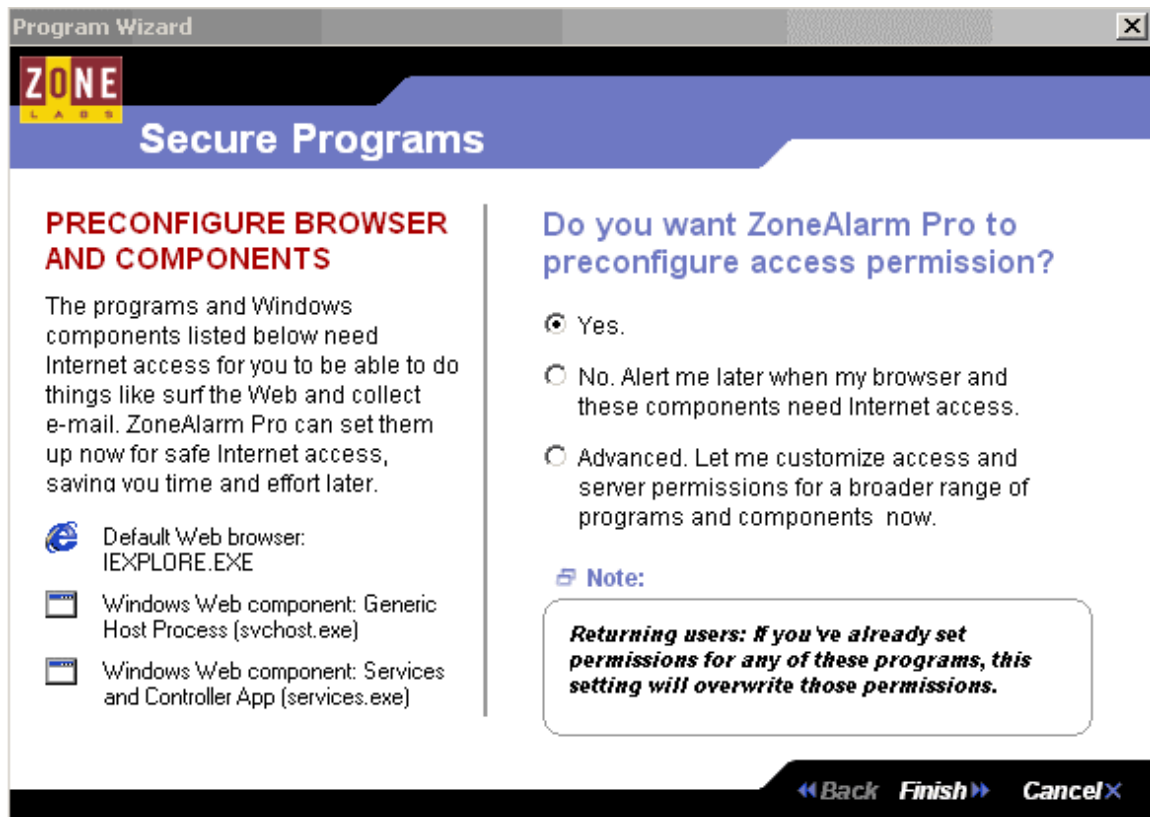 Program Wizard
ZONE
LABS
Secure Programs
PRECONFIGURE BROWSER
AND COMPONENTS
The programs and Windows
components listed below need
Internet access for you to be able to do
things like surf the Web and collect
e-mail. ZoneAlarm Pro can set them
up now for safe Internet access,
saving you time and effort later.
Default Web browser:
IEXPLORE.EXE
Windows Web component: Generic
Host Process (svchost.exe)
Windows Web component: Services
and Controller App (services.exe)
Do you want ZoneAlarm Pro to
preconfigure access permission?
Yes.
No. Alert me later when my browser and
these components need Internet access.
Advanced. Let me customize access and
server permissions for a broader range of
programs and components now.
Note:
Returning users: If you've already set
permissions for any of these programs, this
setting will overwrite those permissions.
Back Finish Cancel